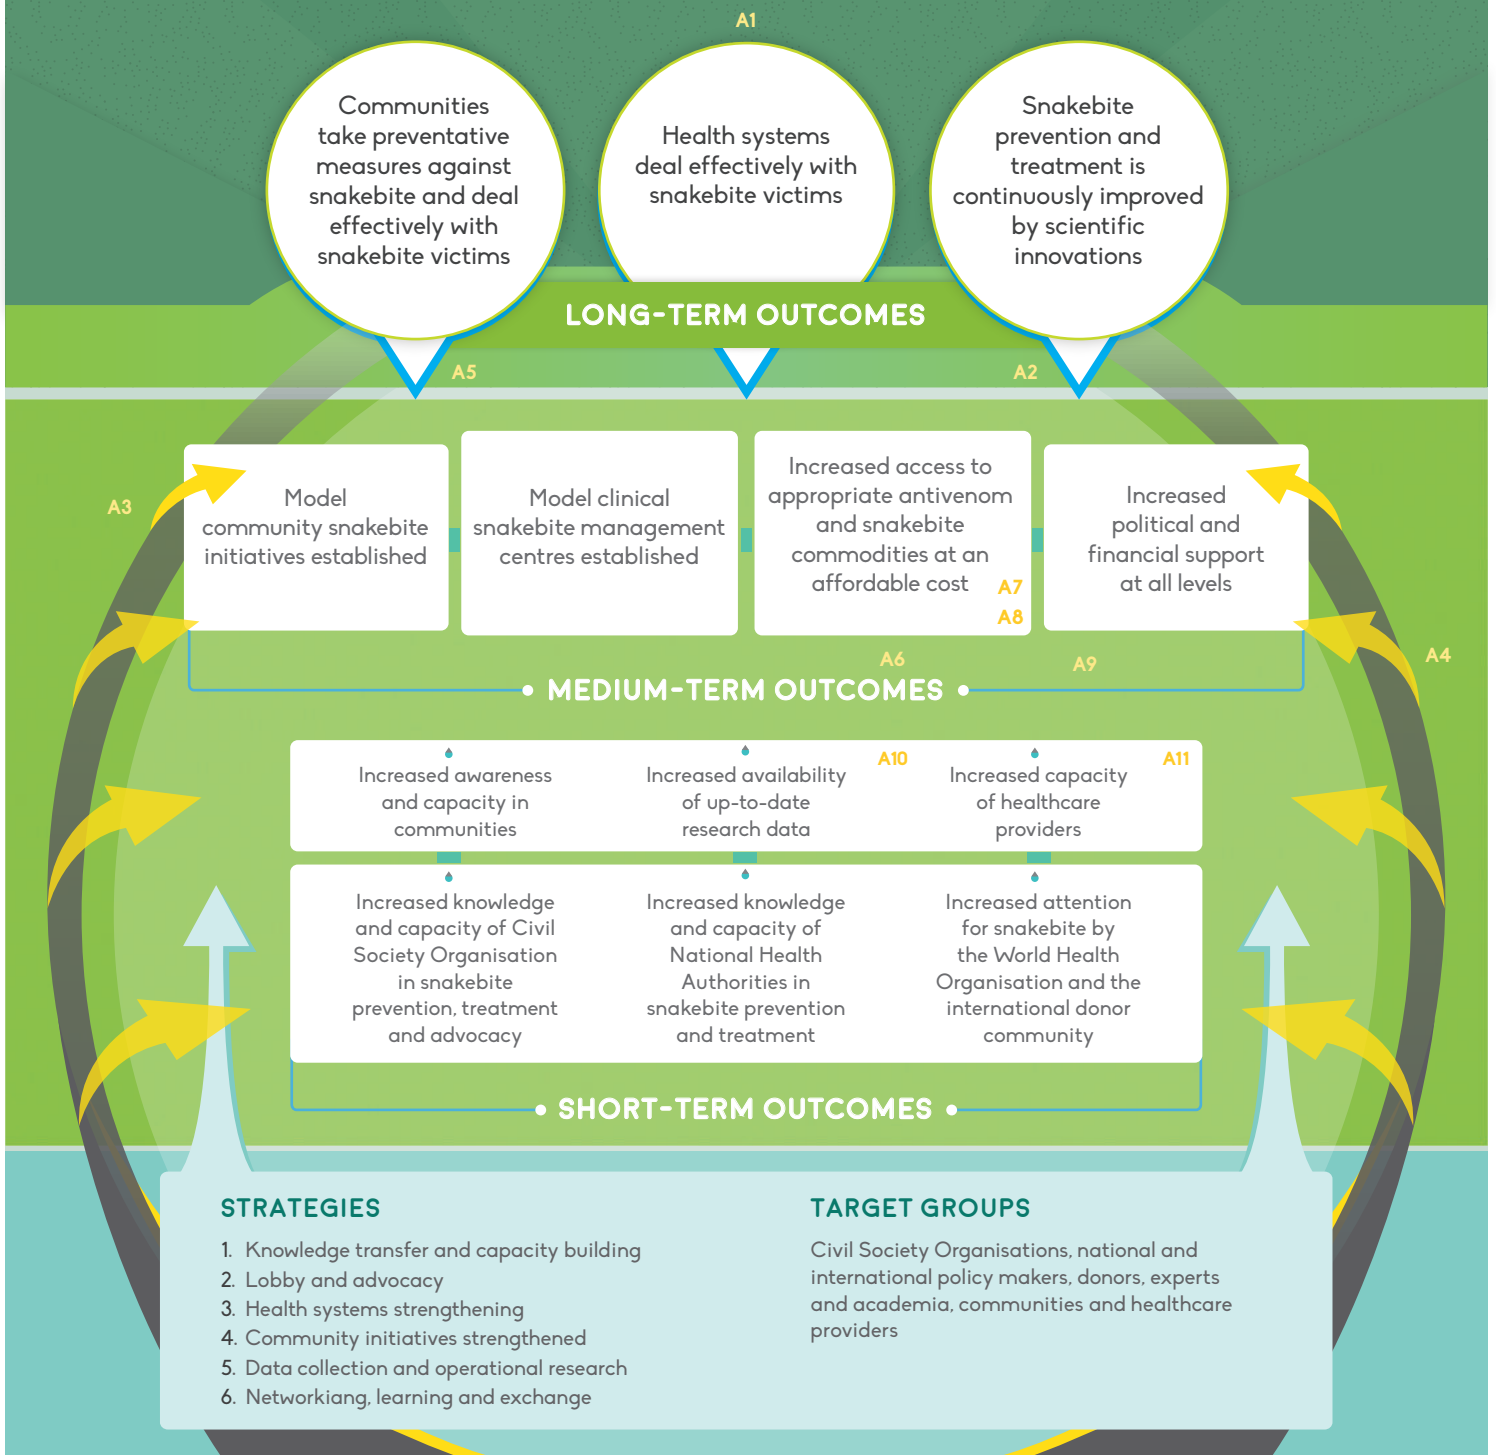 A1
Communities
take preventative
measures against
snakebite and deal
effectively with
snakebite victims
Health systems
deal effectively with
snakebite victims
Snakebite
prevention and
treatment is
continuously improved
by scientific
innovations
LONG-TERM OUTCOMES
A5
A2
A3
Model
community snakebite
initiatives established
Model clinical
snakebite management
centres established
Increased access to
appropriate antivenom
and snakebite
commodities at an
affordable cost
A7
A8
Increased
political and
financial support
at all levels
A6
A9
A4
MEDIUM-TERM OUTCOMES
Increased awareness
and capacity in
communities
Increased availability
of up-to-date
research data
A10
Increased capacity
of healthcare
providers
A11
Increased knowledge
and capacity of Civil
Society Organisation
in snakebite
prevention, treatment
and advocacy
Increased knowledge
and capacity of
National Health
Authorities in
snakebite prevention
and treatment
Increased attention
for snakebite by
the World Health
Organisation and the
international donor
community
SHORT-TERM OUTCOMES
STRATEGIES
1. Knowledge transfer and capacity building
2. Lobby and advocacy
3. Health systems strengthening
4. Community initiatives strengthened
5. Data collection and operational research
6. Networkiang, learning and exchange
TARGET GROUPS
Civil Society Organisations, national and
international policy makers, donors, experts
and academia, communities and healthcare
providers